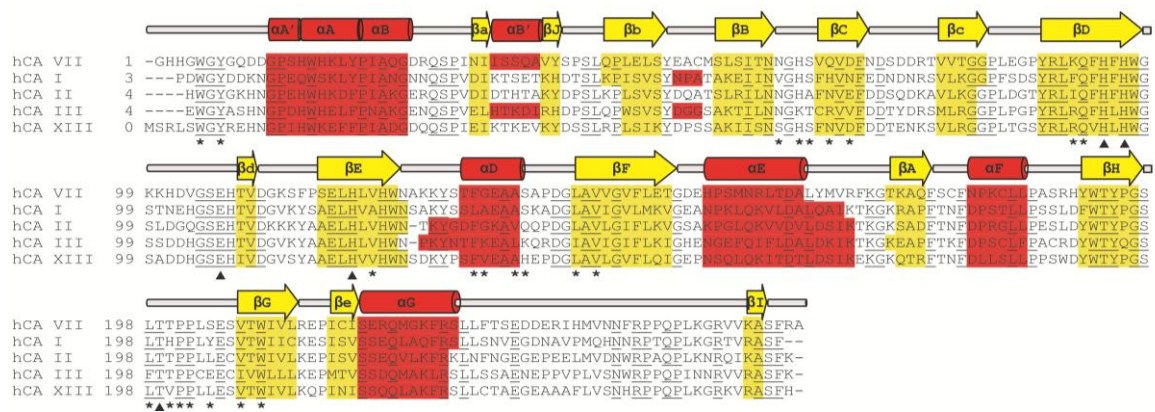 αA' αA αB βa αB' βJ βb βB βC βc βD
hCA VII 1 -GHHGWGYGQDDGPSHWHKLYPIAQGDRQSPINIISSQAVYSPSLQPLELSYEACMSLSITNNGHSVQVDFNDSDDRTVVTGGPLEGPYRLKQFHFHWG
hCA I 3 ---PDWGYDDKNGPEQWSKLYPIANGNNQSPVDIKTSETKHDTSLKPISVSYNPATAKEIINVGHSFHVNFEDNDNRSVLKGGPFSDSYRLFQFHFHWG
hCA II 4 ----HWGYGKHNGPEHWHKDFPIAKGERQSPVDIDTHTAKYDPSLKPLSVSYDQATSLRILNNGHAFNVEFDDSQDKAVLKGGPLDGTYRLIQFHFHWG
hCA III 4 ----EWGYASHNGPDHWHELFPNAKGENQSPVELHTKDIRHDPSLQPWSVSYDGGSAKTILNNGKTCRVVFDDTYDRSMLRGGPLPGPYRLRQFHLHWG
hCA XIII 0 MSRLSWGYREHNGPIHWKEFFPIADGDQQSPIEIKTKEVKYDSSLRPLSIKYDPSSAKIISNSGHSFNVDFDDTENKSVLRGGPLTGSYRLRQVHLHWG
βd βE αD βF αE βA αF βH
hCA VII 99 KKHDVGSEHTVDGKSFPSELHLVHWNAKKYSTFGEAASAPDGLAVVGVFLETGDEHPSMNRLTDALYMVRFKGTKAQFSCFNPKCLLPASRHYWTYPGS
hCA I 99 STNEHGSEHTVDGVKYSAELHVAHWNSAKYSSLAEAASKADGLAVIGVLMKVGEANPKLQKVLDALQAIKTKGKRAPFTNFDPSTLLPSSLDFWTYPGS
hCA II 99 SLDGQGSEHTVDKKKYAAELHLVHWN-TKYGDFGKAVQQPDGLAVLGIFLKVGSAKPGLQKVVDVLDSIKTKGKSADFTNFDPRGLLPESLDYWTYPGS
hCA III 99 SSDDHGSEHTVDGVKYAAELHLVHWN-PKYNTFKEALKQRDGIAVIGIFLKIGHENGEFQIFLDALDKIKTKGKEAPFTKFDPSCLFPACRDYWTYQGS
hCA XIII 99 SADDHGSEHIVDGVSYAAELHVVHWNSDKYPSFVEAAHEPDGLAVLGVFLQIGEPNSQLQKITDTLDSIKEKGKQTRFTNFDLLSLLPPSWDYWTYPGS
βG βe αG βI
hCA VII 198 LTTPPLSESVTWIVLREPICISERQMGKFRSLLFTSEDDERIHMVNNFRPPQPLKGRVVKASFRA
hCA I 198 LTHPPLYESVTWIICKESISVSSEQLAQFRSLLSNVEGDNAVPMQHNNRPTQPLKGRTVRASF--
hCA II 198 LTTPPLLECVTWIVLKEPISVSSEQVLKFRKLNFNGEGEPEELMVDNWRPAQPLKNRQIKASFK-
hCA III 198 FTTPPCEECIVWLLLKEPMTVSSDQMAKLRSLLSSAENEPPVPLVSNWRPPQPINNRVVRASFK-
hCA XIII 198 LTVPPLLESVTWIVLKQPINISSQQLAKFRSLLCTAEGEAAAFLVSNHRPPQPLKGRKVRASFH-